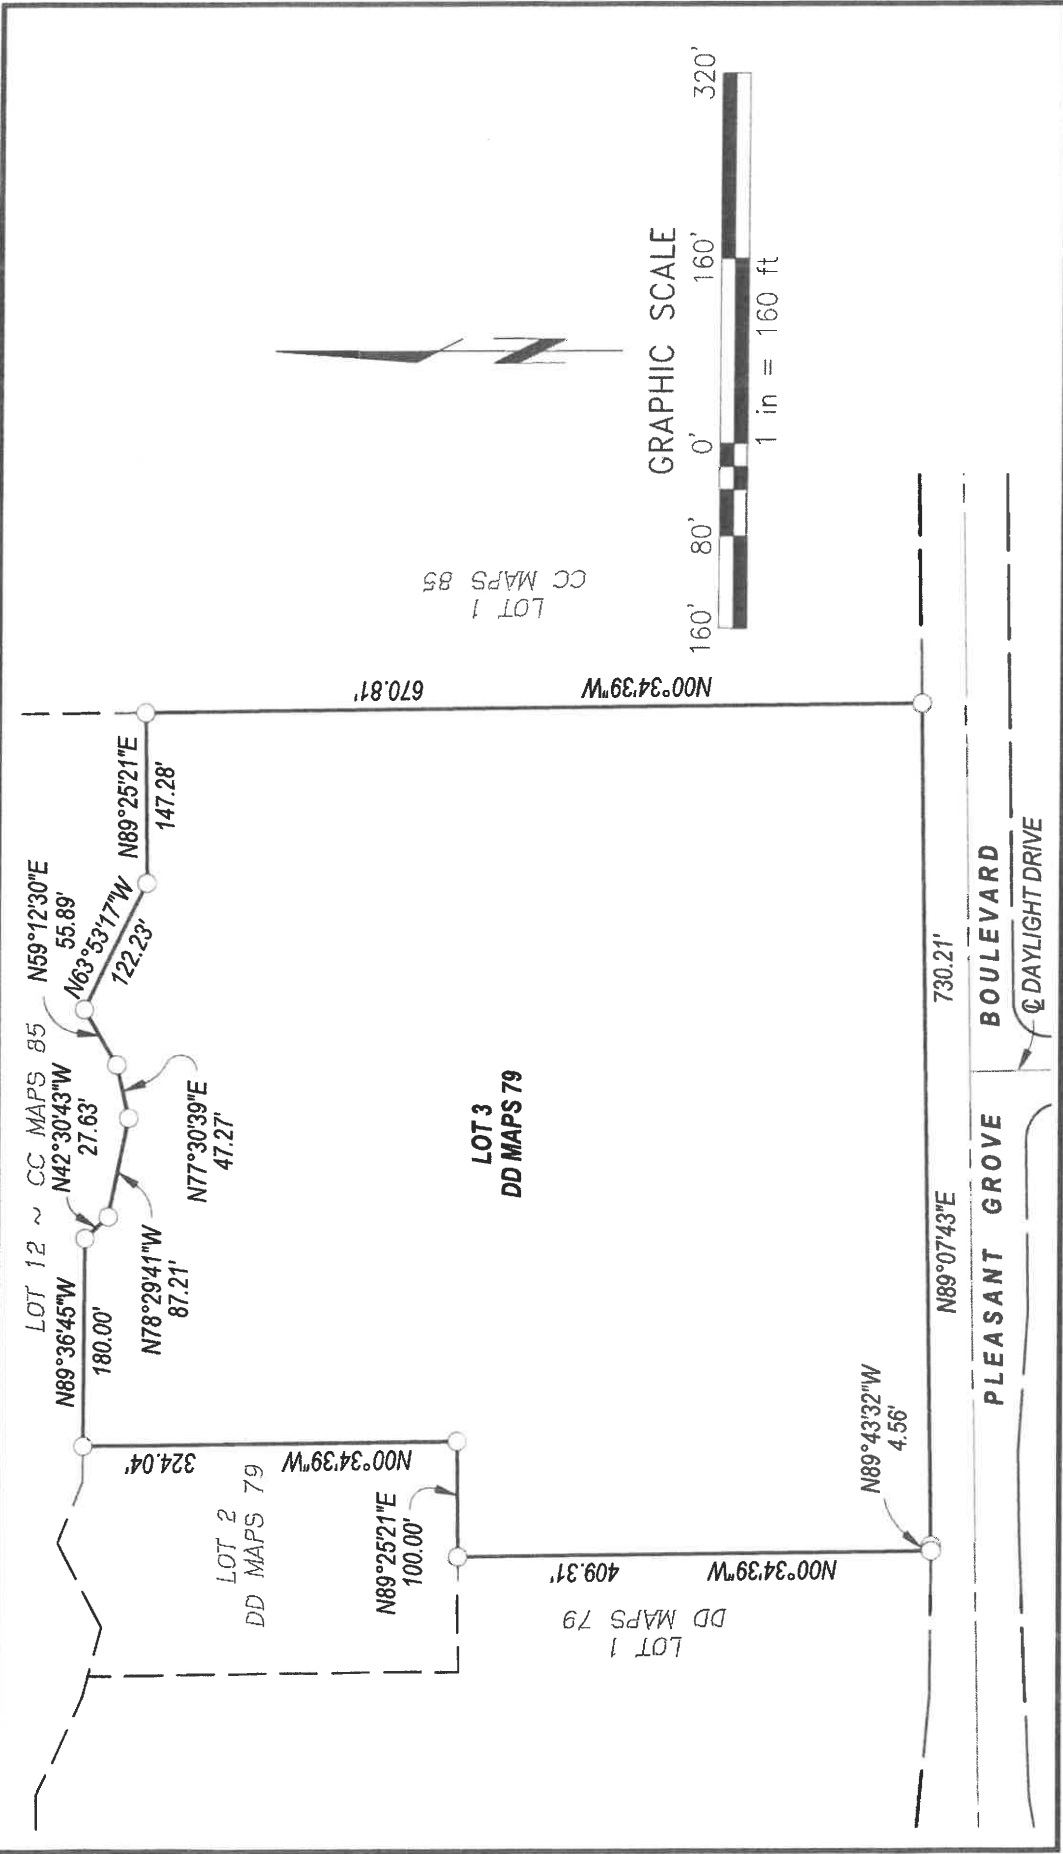 LOT 12 ~ CC MAPS 85
N89°36'45"W
180.00'
N42°30'43"W
27.63'
N78°29'41"W
87.21'
N77°30'39"E
47.27'
N59°12'30"E
55.89'
N63°53'17"W
122.23'
N89°25'21"E
147.28'
N00°34'39"W
670.81'
LOT 1
CC MAPS 85
324.04'
N00°34'39"W
LOT 2
DD MAPS 79
N89°25'21"E
100.00'
409.31'
N00°34'39"W
LOT 1
DD MAPS 79
LOT 3
DD MAPS 79
N89°43'32"W
4.56'
N89°07'43"E
730.21'
PLEASANT GROVE BOULEVARD
℄ DAYLIGHT DRIVE
N
GRAPHIC SCALE
160' 80' 0' 160' 320'
1 in = 160 ft